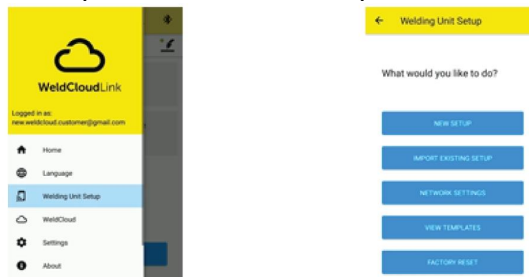 WeldCloudLink
Logged in as:
new.weldcloud.customer@gmail.com
Home
Language
Welding Unit Setup
WeldCloud
Settings
About
Welding Unit Setup
What would you like to do?
NEW SETUP
IMPORT EXISTING SETUP
NETWORK SETTINGS
VIEW TEMPLATES
FACTORY RESET